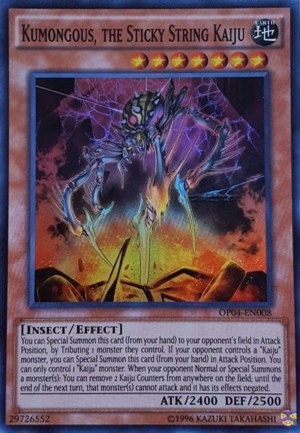 Kumongous, the Sticky String Kaiju
EARTH
地
OP04-EN008
[Insect/Effect]
You can Special Summon this card (from your hand) to your opponent's field in Attack
Position, by Tributing 1 monster they control. If your opponent controls a "Kaiju"
monster, you can Special Summon this card (from your hand) in Attack Position. You
can only control 1 "Kaiju" monster. When your opponent Normal or Special Summons
a monster(s): You can remove 2 Kaiju Counters from anywhere on the field; until the
end of the next turn, that monster(s) cannot attack and it has its effects negated.
ATK/2400 DEF/2500
29726552 ©1996 KAZUKI TAKAHASHI